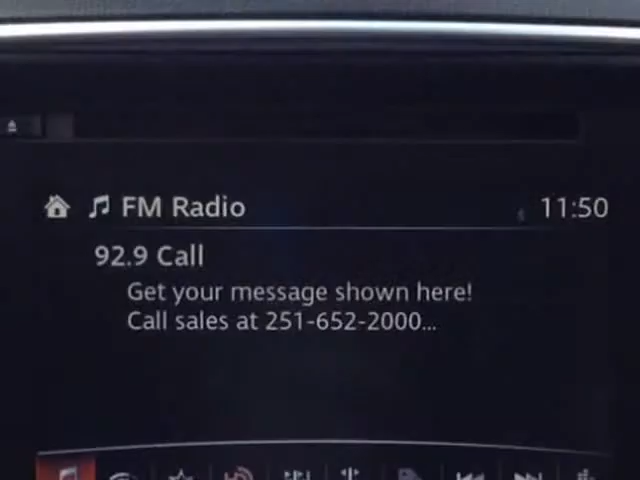 FM Radio 11:50
92.9 Call
Get your message shown here!
Call sales at 251-652-2000...